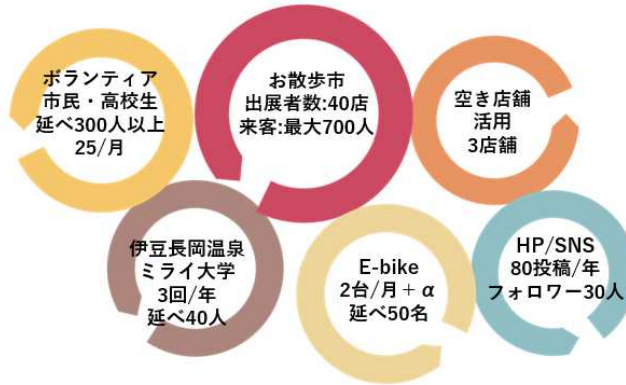 ボランティア
市民・高校生
延べ300人以上
25/月
お散歩市
出展者数:40店
来客:最大700人
空き店舗
活用
3店舗
伊豆長岡温泉
ミライ大学
3回/年
延べ40人
E-bike
2台/月+α
延べ50名
HP/SNS
80投稿/年
フォロワー30人